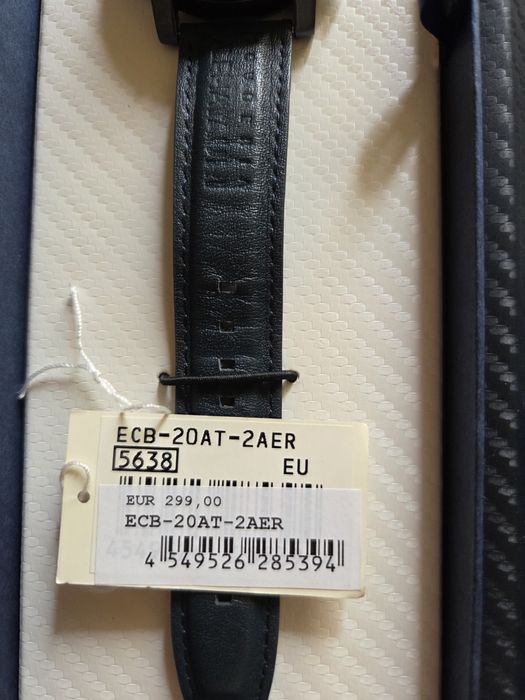 ECB-20AT-2AER
5638
EU
EUR 299,00
ECB-20AT-2AER
4 549526 285394